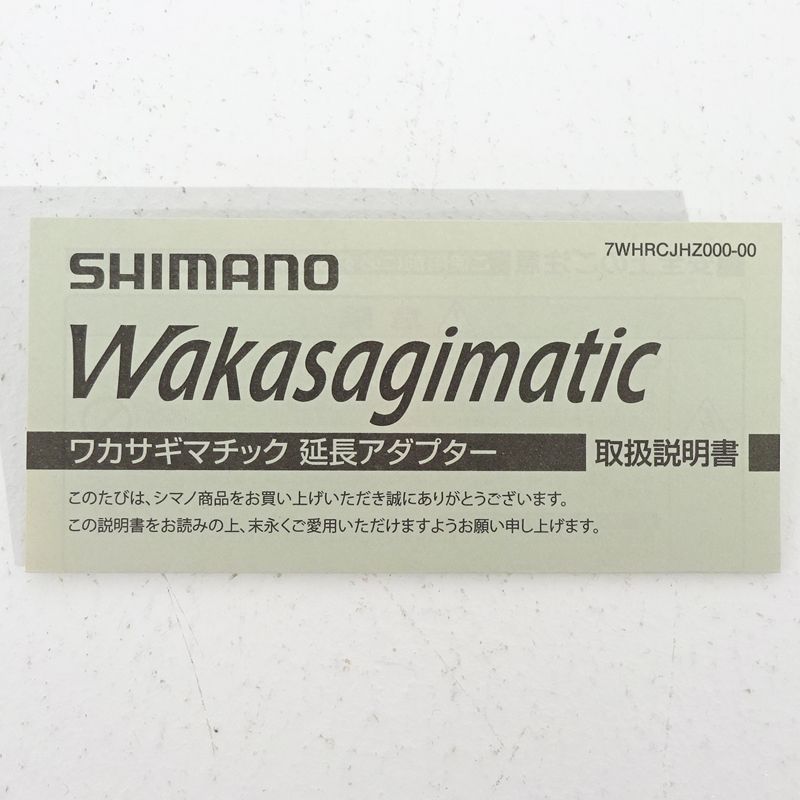 SHIMANO
7WHRCJHZ000-00
Wakasagimatic
ワカサギマチック 延長アダプター 取扱説明書
このたびは、シマノ商品をお買い上げいただき誠にありがとうございます。
この説明書をお読みの上、末永くご愛用いただけますようお願い申し上げます。